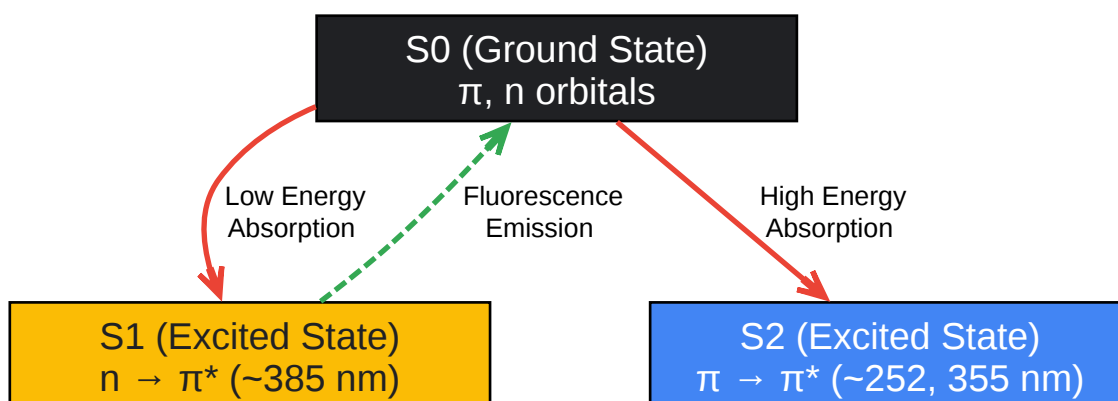 S0 (Ground State)
π, n orbitals
Low Energy
Absorption
Fluorescence
Emission
High Energy
Absorption
S1 (Excited State)
n → π* (~385 nm)
S2 (Excited State)
π → π* (~252, 355 nm)